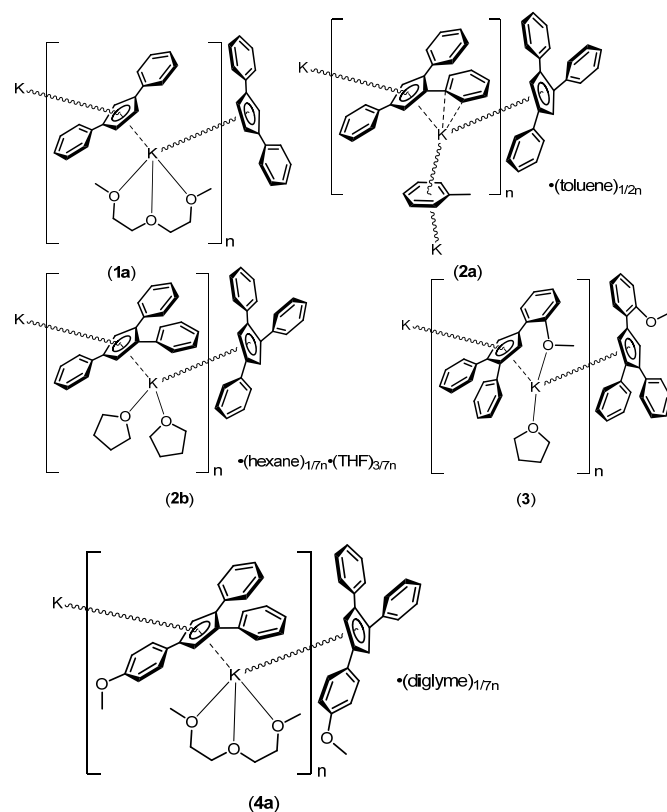 K
K
O
O
O
n
(1a)
K
K
K
n
•(toluene)1/2n
(2a)
K
K
O
O
n
•(hexane)1/7n•(THF)3/7n
(2b)
K
O
K
O
n
O
(3)
K
O
K
O
O
O
n
O
•(diglyme)1/7n
(4a)